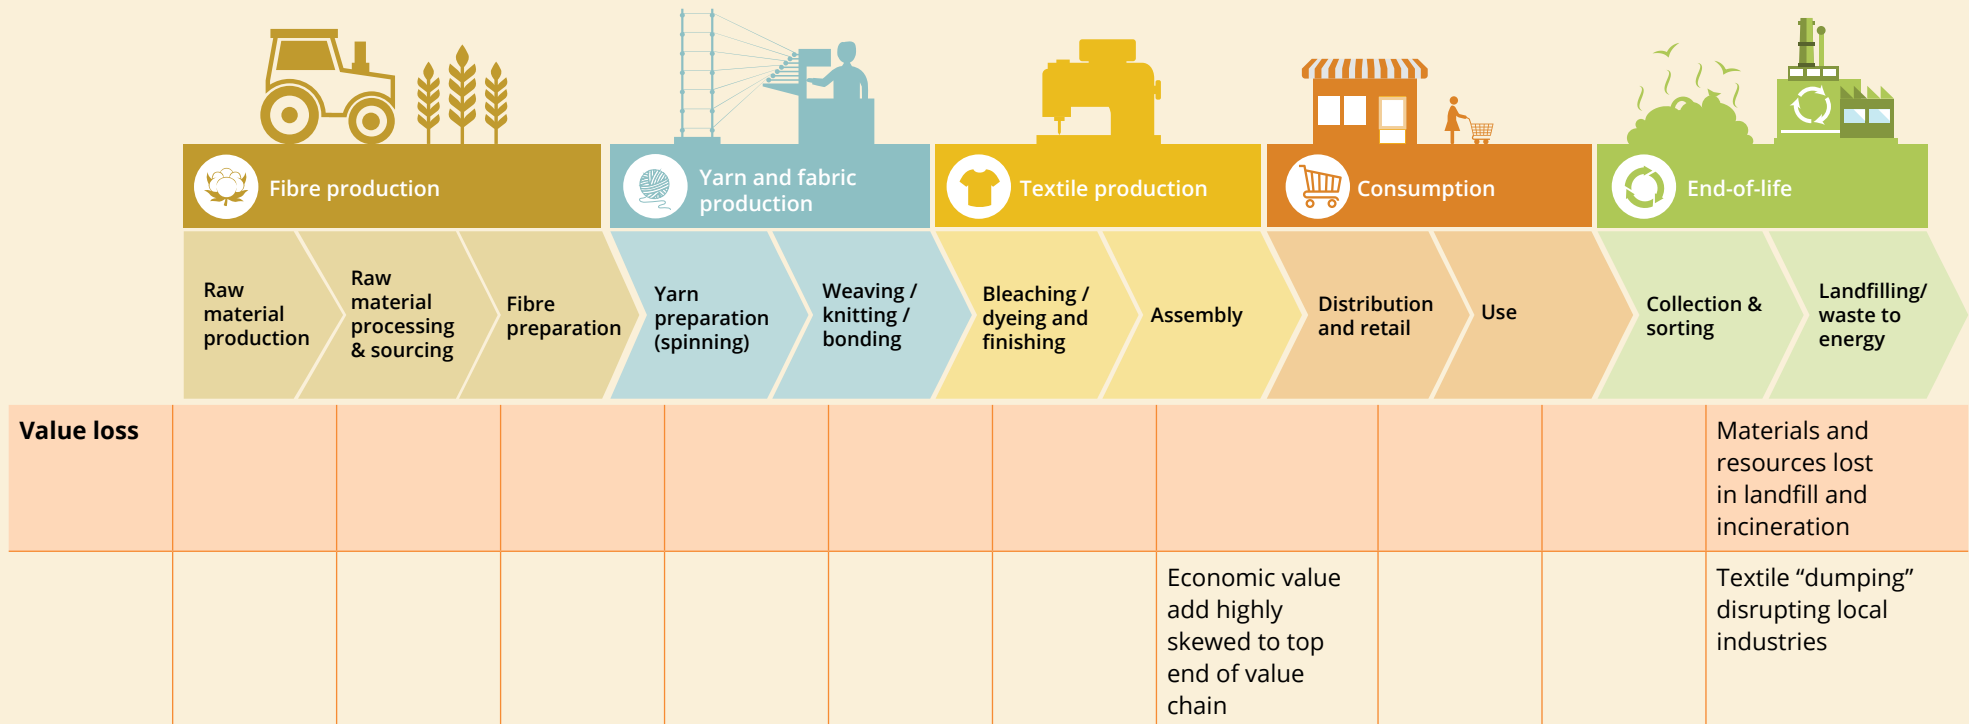 Fibre production
Yarn and fabric
production
Textile production
Consumption
End-of-life
Raw
material
production
Raw
material
processing
& sourcing
Fibre
preparation
Yarn
preparation
(spinning)
Weaving /
knitting /
bonding
Bleaching /
dyeing and
finishing
Assembly
Distribution
and retail
Use
Collection &
sorting
Landfilling/
waste to
energy
Value loss
Materials and
resources lost
in landfill and
incineration
Economic value
add highly
skewed to top
end of value
chain
Textile “dumping”
disrupting local
industries